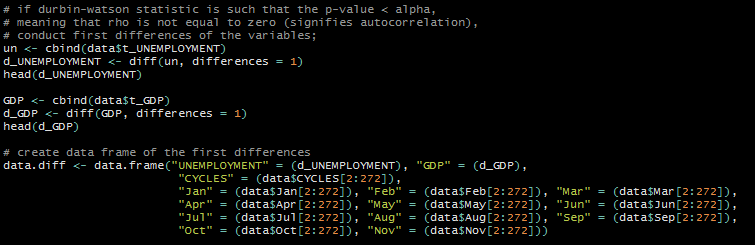 # if durbin-watson statistic is such that the p-value < alpha,
# meaning that rho is not equal to zero (signifies autocorrelation),
# conduct first differences of the variables;
un <- cbind(data$t_UNEMPLOYMENT)
d_UNEMPLOYMENT <- diff(un, differences = 1)
head(d_UNEMPLOYMENT)
GDP <- cbind(data$t_GDP)
d_GDP <- diff(GDP, differences = 1)
head(d_GDP)
# create data frame of the first differences
data.diff <- data.frame("UNEMPLOYMENT" = (d_UNEMPLOYMENT), "GDP" = (d_GDP),
"CYCLES" = (data$CYCLES[2:272]),
"Jan" = (data$Jan[2:272]), "Feb" = (data$Feb[2:272]), "Mar" = (data$Mar[2:272]),
"Apr" = (data$Apr[2:272]), "May" = (data$May[2:272]), "Jun" = (data$Jun[2:272]),
"Jul" = (data$Jul[2:272]), "Aug" = (data$Aug[2:272]), "Sep" = (data$Sep[2:272]),
"Oct" = (data$Oct[2:272]), "Nov" = (data$Nov[2:272]))